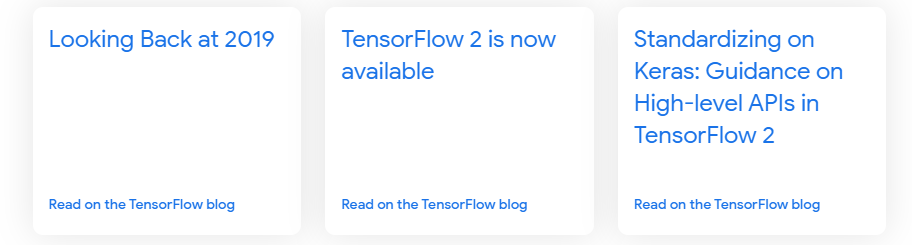 Looking Back at 2019
Read on the TensorFlow blog
TensorFlow 2 is now
available
Read on the TensorFlow blog
Standardizing on
Keras: Guidance on
High-level APIs in
TensorFlow 2
Read on the TensorFlow blog